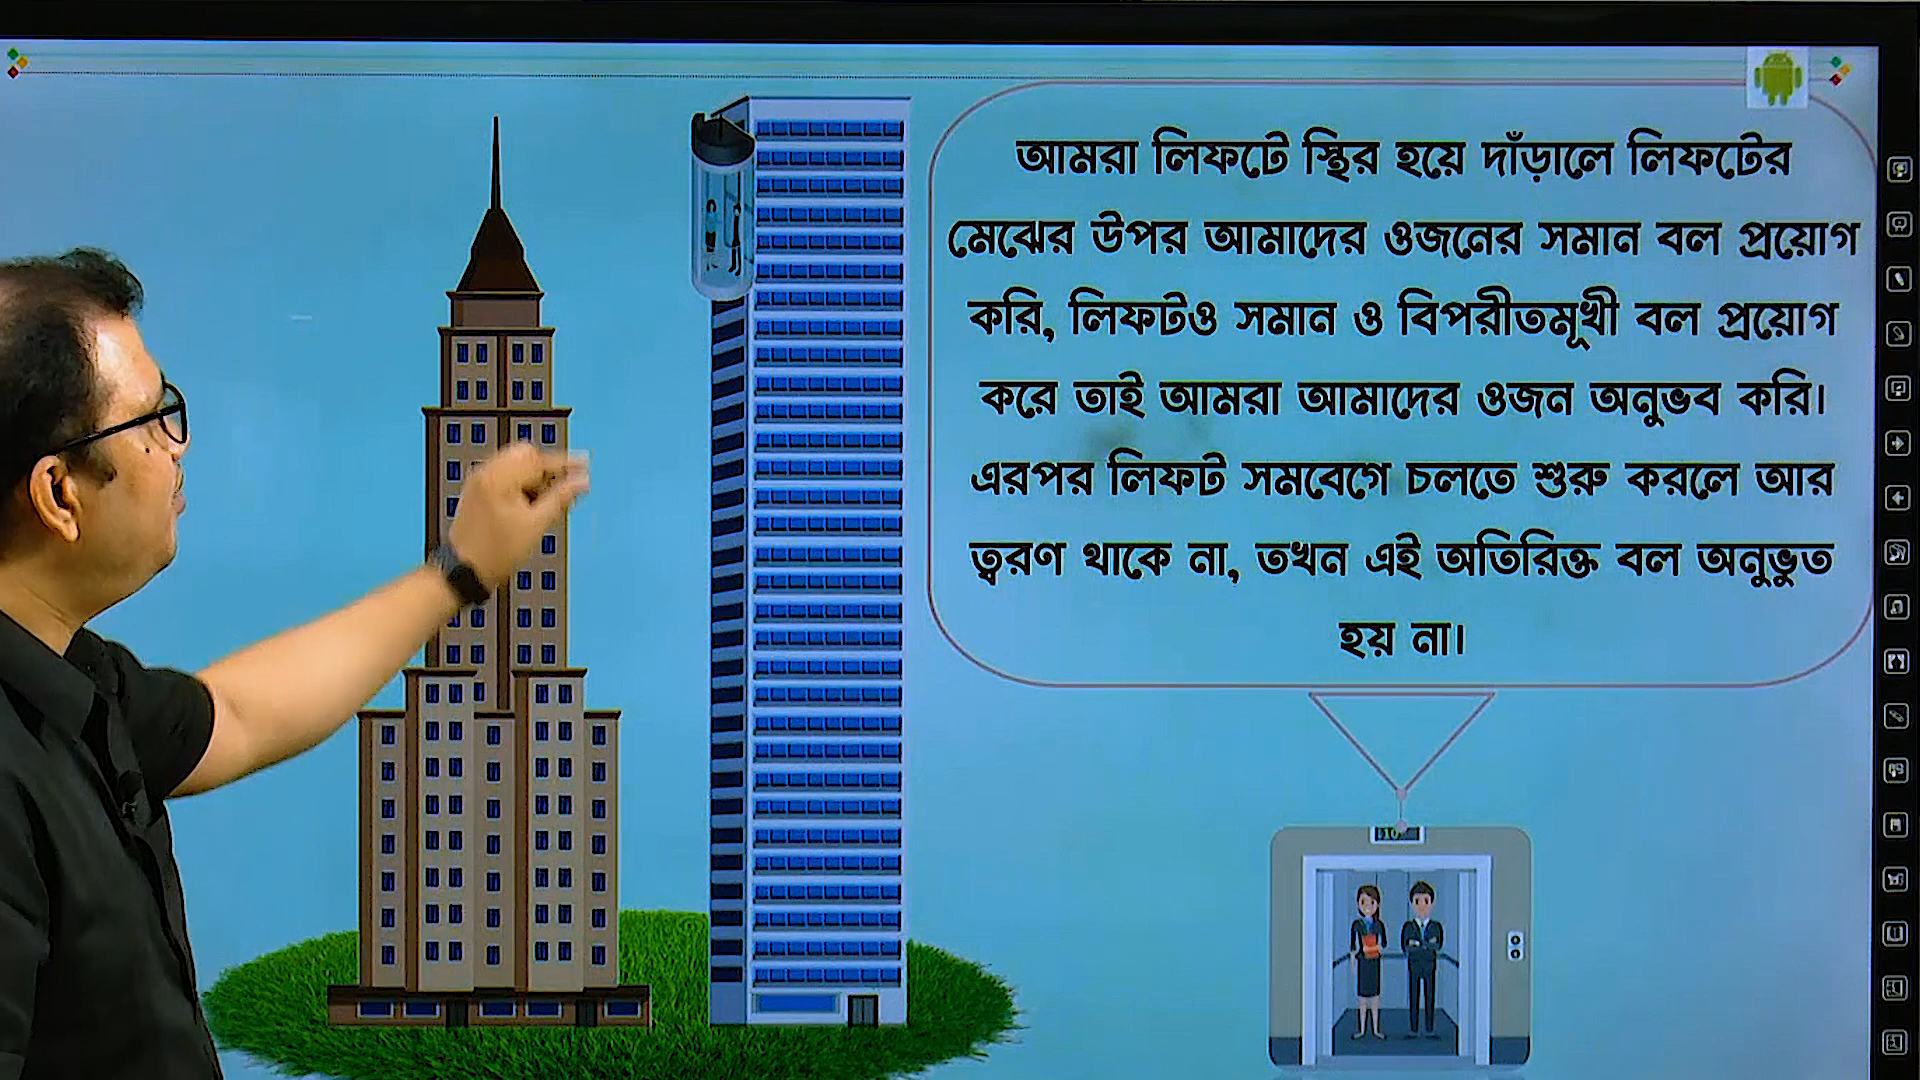 আমরা লিফটে স্থির হয়ে দাঁড়ালে লিফটের
মেঝের উপর আমাদের ওজনের সমান বল প্রয়োগ
করি, লিফটও সমান ও বিপরীতমূখী বল প্রয়োগ
করে তাই আমরা আমাদের ওজন অনুভব করি।
এরপর লিফট সমবেগে চলতে শুরু করলে আর
ত্বরণ থাকে না, তখন এই অতিরিক্ত বল অনুভুত
হয় না।
10